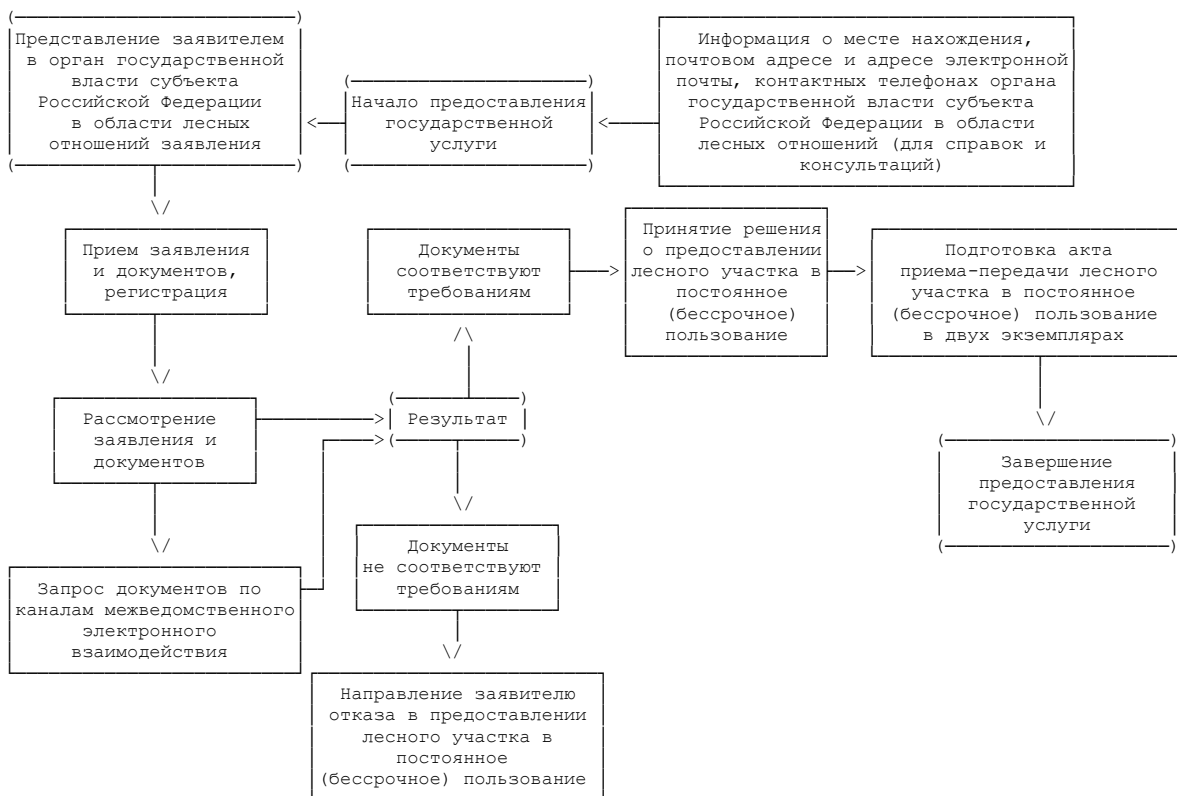 Представление заявителем
в орган государственной
власти субъекта
Российской Федерации
в области лесных
отношений заявления
Начало предоставления
государственной
услуги
Информация о месте нахождения,
почтовом адресе и адресе электронной
почты, контактных телефонах органа
государственной власти субъекта
Российской Федерации в области
лесных отношений (для справок и
консультаций)
Прием заявления
и документов,
регистрация
Документы
соответствуют
требованиям
Принятие решения
о предоставлении
лесного участка в
постоянное
(бессрочное)
пользование
Подготовка акта
приема-передачи лесного
участка в постоянное
(бессрочное) пользование
в двух экземплярах
Рассмотрение
заявления и
документов
Результат
Завершение
предоставления
государственной
услуги
Документы
не соответствуют
требованиям
Запрос документов по
каналам межведомственного
электронного
взаимодействия
Направление заявителю
отказа в предоставлении
лесного участка в
постоянное
(бессрочное) пользование